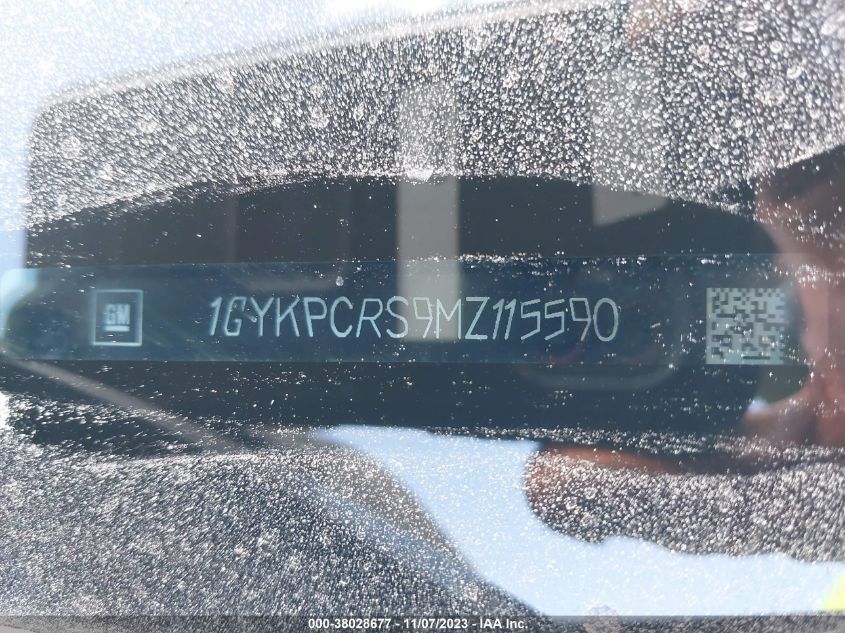 GM
1GYKPCRS9MZ115590
000-38028677 - 11/07/2023 - IAA Inc.